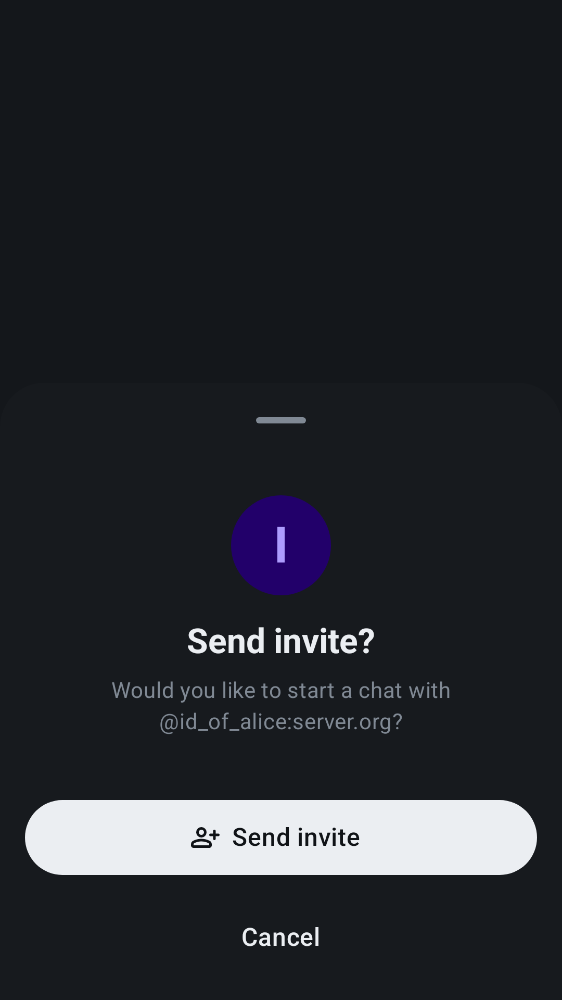 I
Send invite?
Would you like to start a chat with
@id_of_alice:server.org?
Send invite
Cancel